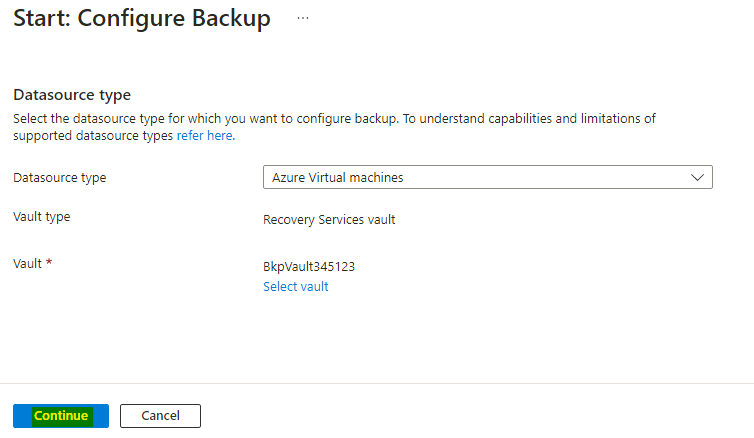 Start: Configure Backup ...
Datasource type
Select the datasource type for which you want to configure backup. To understand capabilities and limitations of
supported datasource types refer here.
Datasource type Azure Virtual machines
Vault type Recovery Services vault
Vault * BkpVault345123
Select vault
Continue Cancel